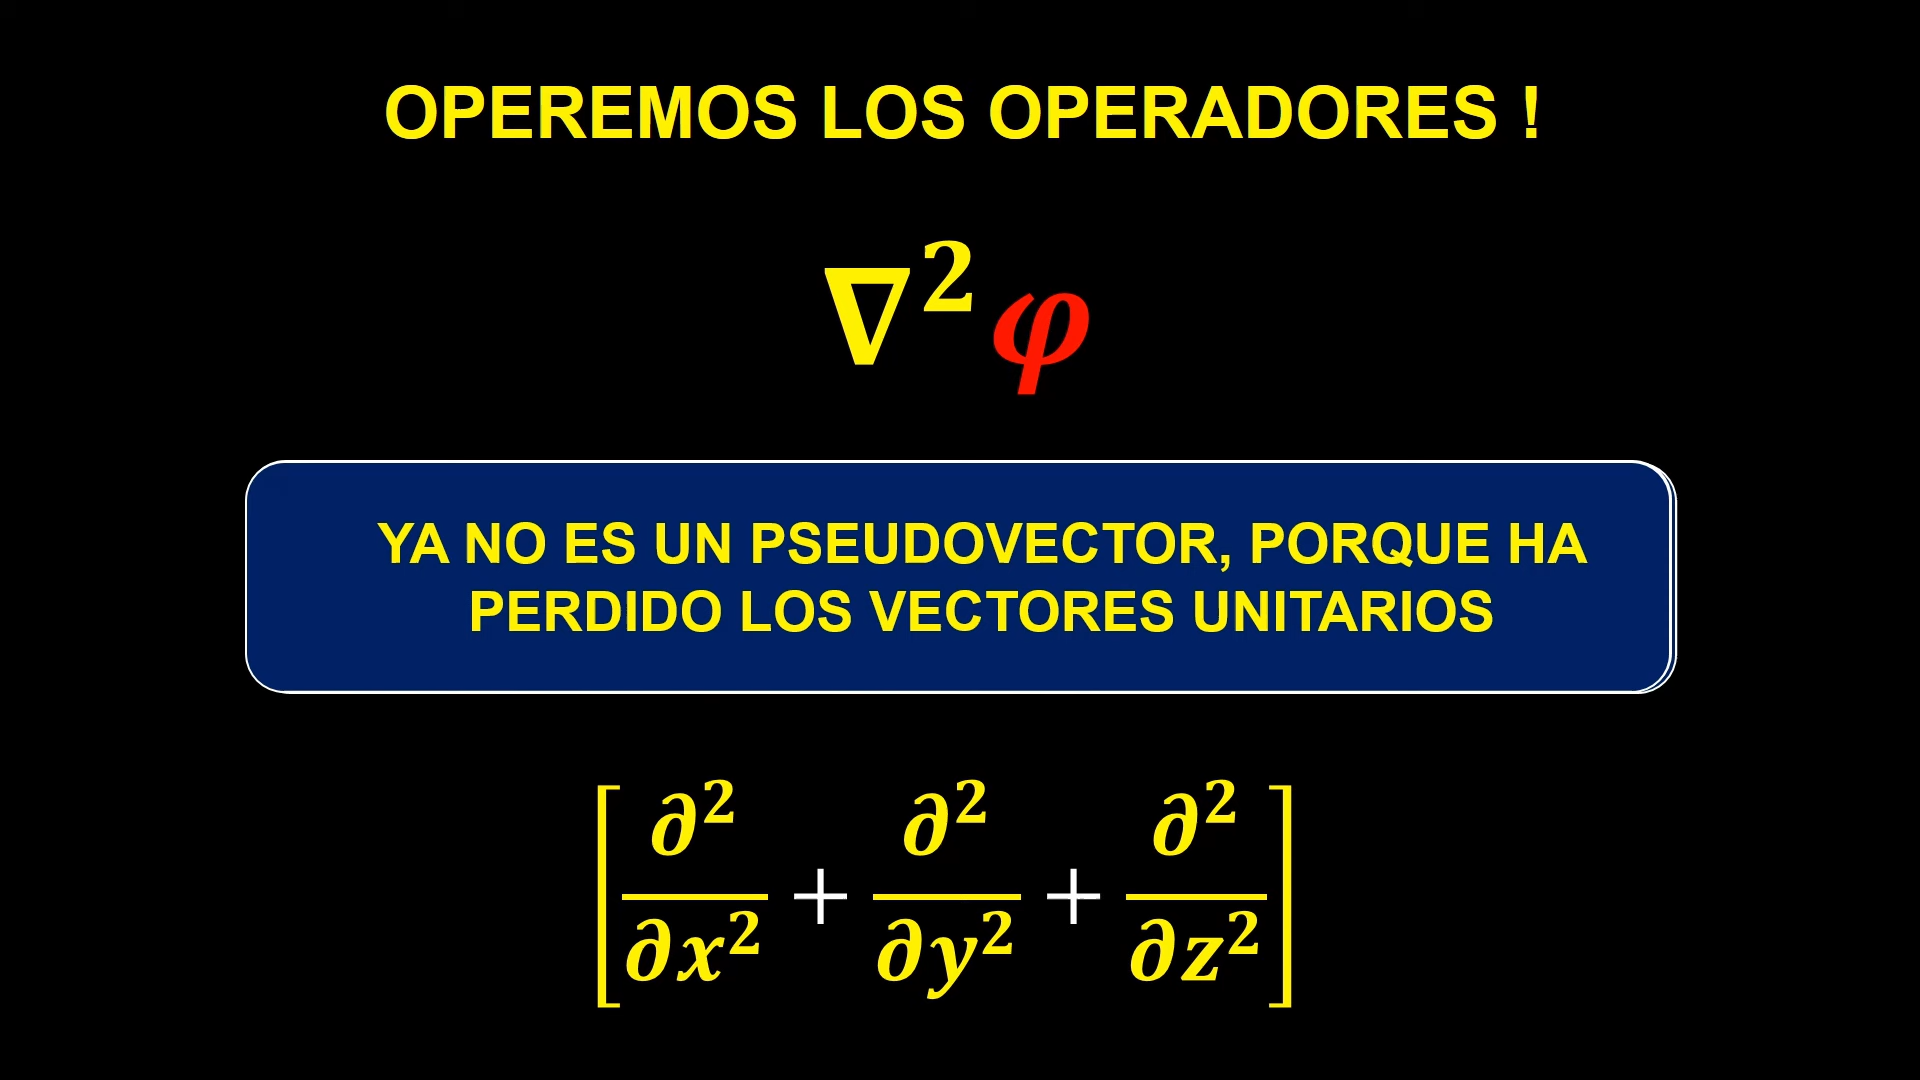 OPEREMOS LOS OPERADORES !
∇²φ
YA NO ES UN PSEUDOVECTOR, PORQUE HA
PERDIDO LOS VECTORES UNITARIOS
[∂²/∂x² + ∂²/∂y² + ∂²/∂z²]